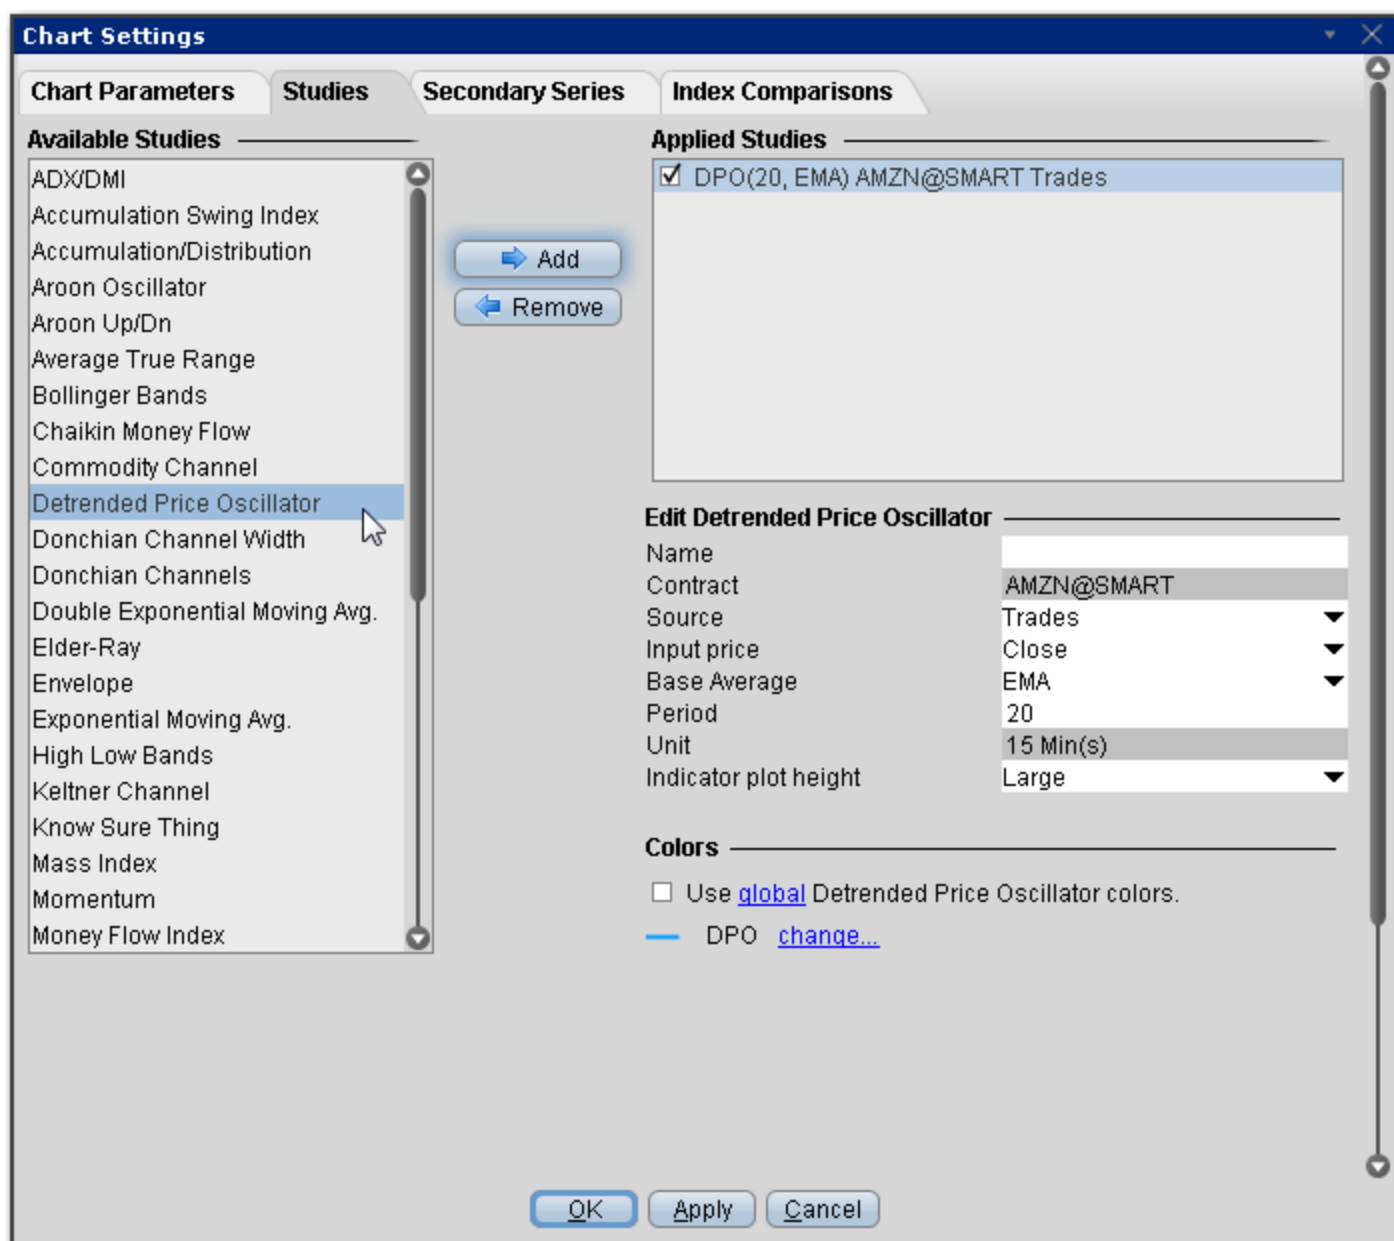 Chart Settings
Chart Parameters
Studies
Secondary Series
Index Comparisons
Available Studies
ADX/DMI
Accumulation Swing Index
Accumulation/Distribution
Aroon Oscillator
Aroon Up/Dn
Average True Range
Bollinger Bands
Chaikin Money Flow
Commodity Channel
Detrended Price Oscillator
Donchian Channel Width
Donchian Channels
Double Exponential Moving Avg.
Elder-Ray
Envelope
Exponential Moving Avg.
High Low Bands
Keltner Channel
Know Sure Thing
Mass Index
Momentum
Money Flow Index
Add
Remove
Applied Studies
DPO(20, EMA) AMZN@SMART Trades
Edit Detrended Price Oscillator
Name
Contract AMZN@SMART
Source Trades
Input price Close
Base Average EMA
Period 20
Unit 15 Min(s)
Indicator plot height Large
Colors
Use global Detrended Price Oscillator colors.
DPO change...
OK
Apply
Cancel